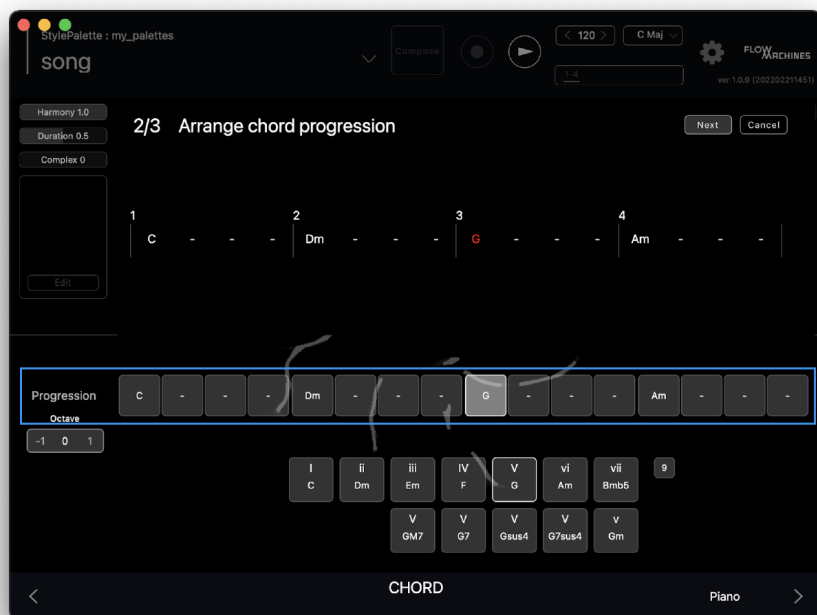 StylePalette : my_palettes
song
Compose
< 120 >
C Maj
1-4
FLOW MACHINES
ver 1.0.9 (202202211451)
Harmony 1.0
Duration 0.5
Complex 0
Edit
2/3 Arrange chord progression
Next
Cancel
1 2 3 4
C - - - Dm - - - G - - - Am - - -
Progression
C - - - Dm - - - G - - - Am - - -
Octave
-1 0 1
I ii iii IV V vi vii
C Dm Em F G Am Bmb5
9
V V V V v
GM7 G7 Gsus4 G7sus4 Gm
< CHORD Piano >